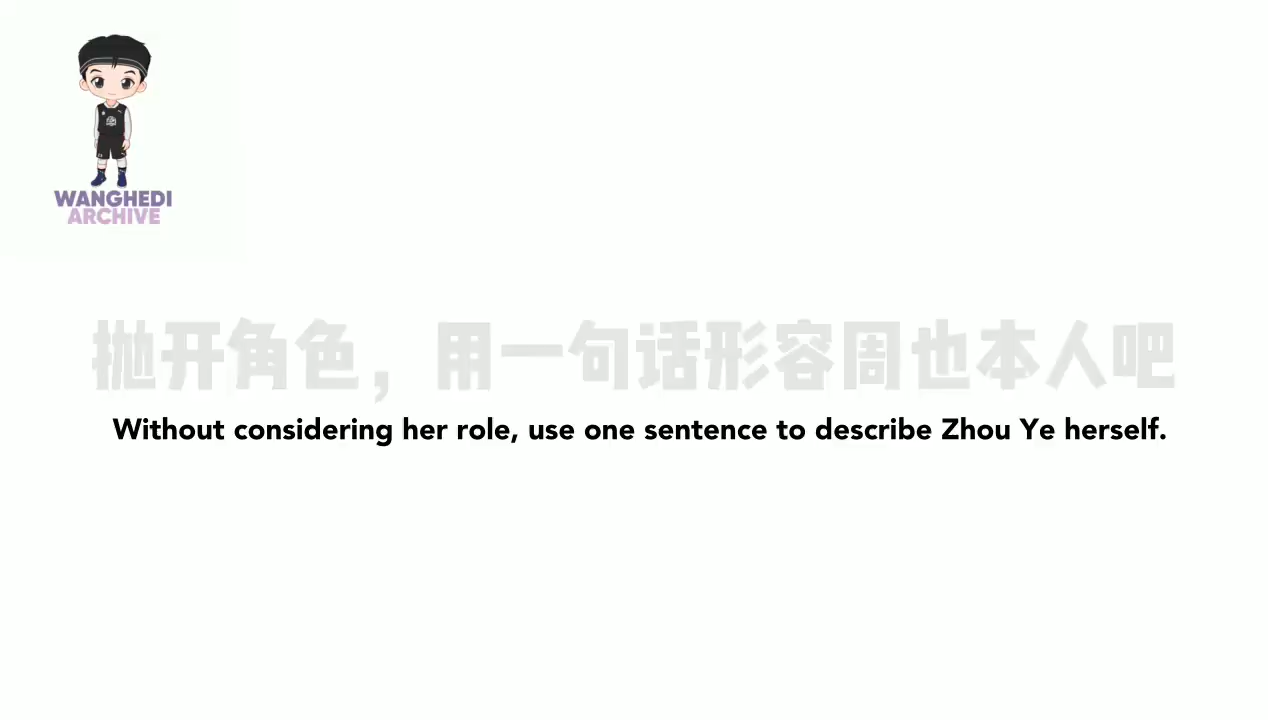 WANGHEDI
ARCHIVE
抛开角色，用一句话形容周也本人吧
Without considering her role, use one sentence to describe Zhou Ye herself.